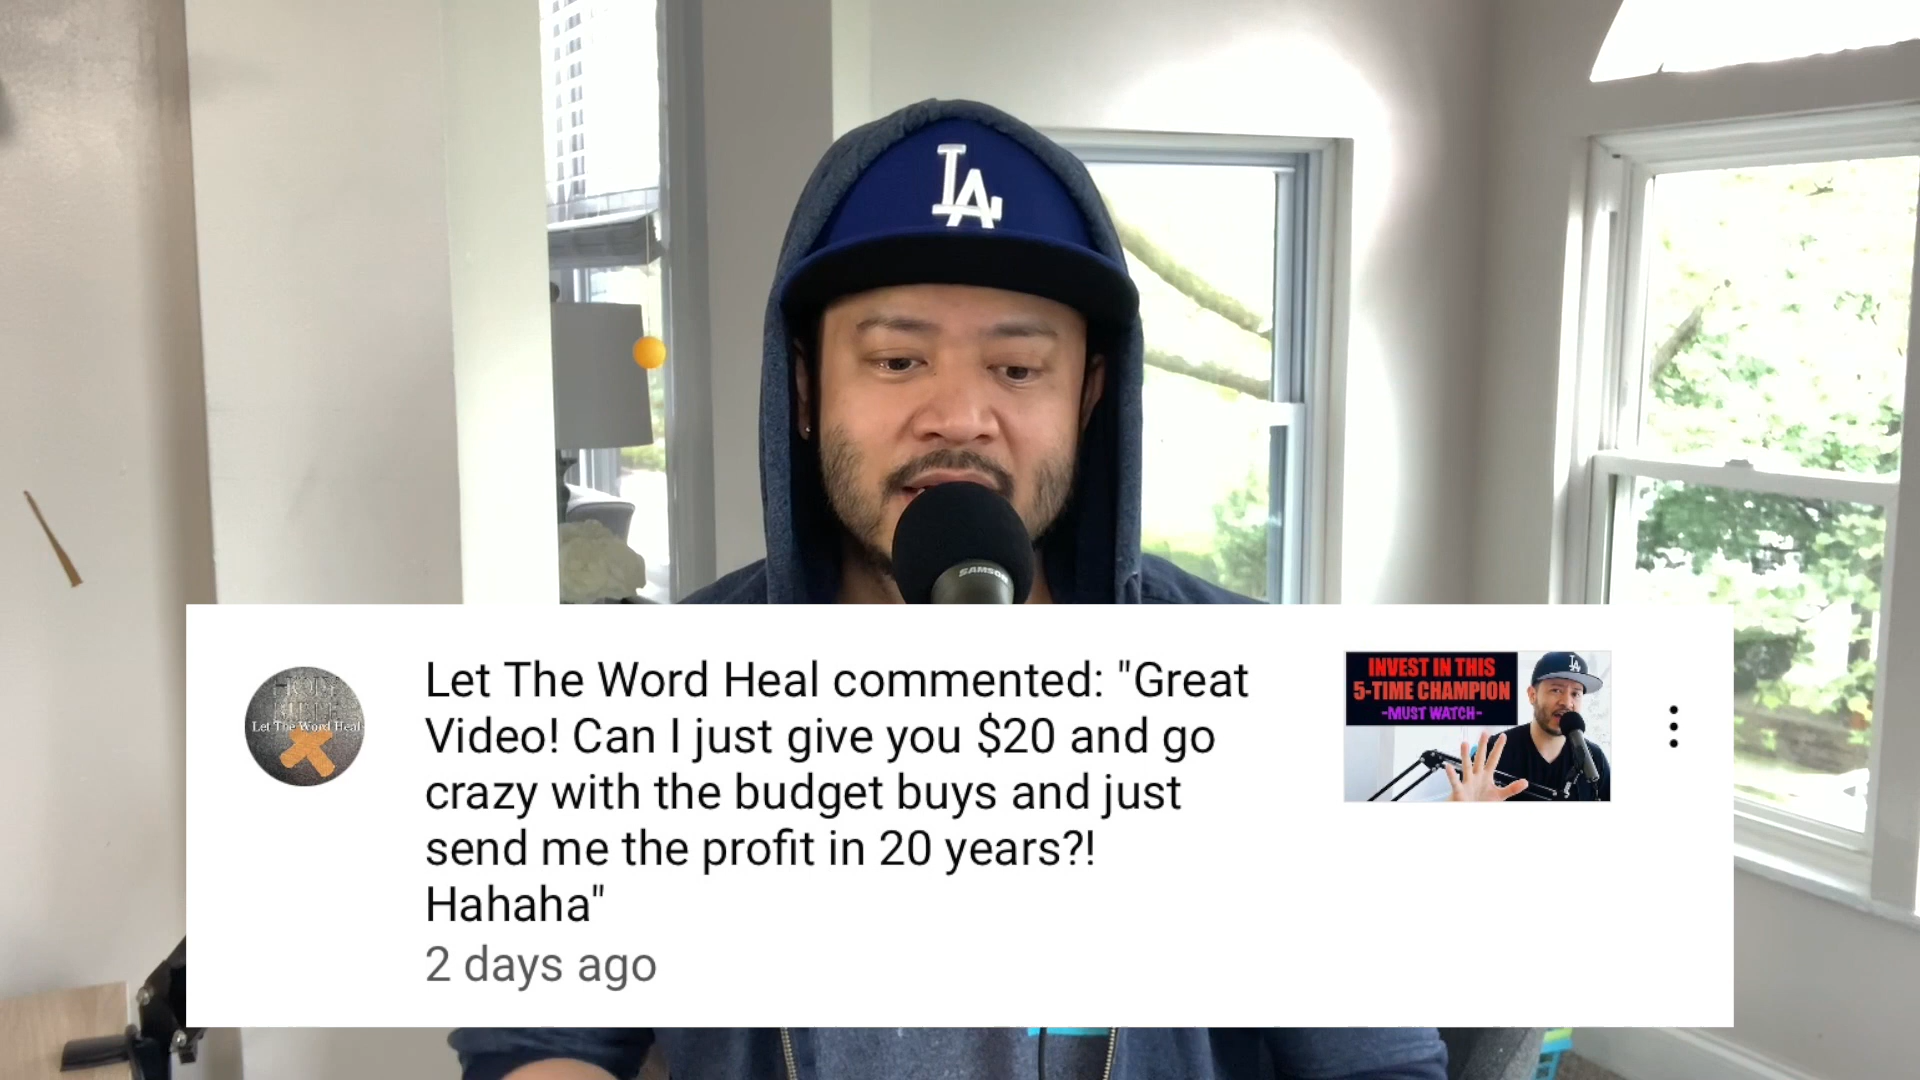 LA
SAMSON
Let The Word Heal commented: "Great
Video! Can I just give you $20 and go
crazy with the budget buys and just
send me the profit in 20 years?!
Hahaha"
2 days ago
Let The Word Heal
INVEST IN THIS
5-TIME CHAMPION
-MUST WATCH-
LA